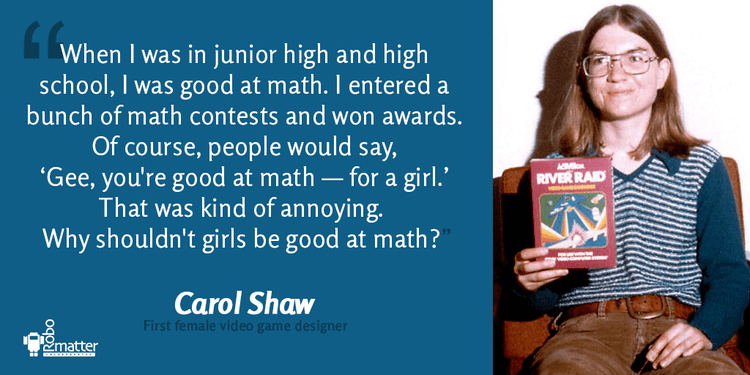 “When I was in junior high and high
school, I was good at math. I entered a
bunch of math contests and won awards.
Of course, people would say,
‘Gee, you're good at math — for a girl.’
That was kind of annoying.
Why shouldn't girls be good at math?”
Carol Shaw
First female video game designer
Robo
matter
ACTIVISION
RIVER RAID